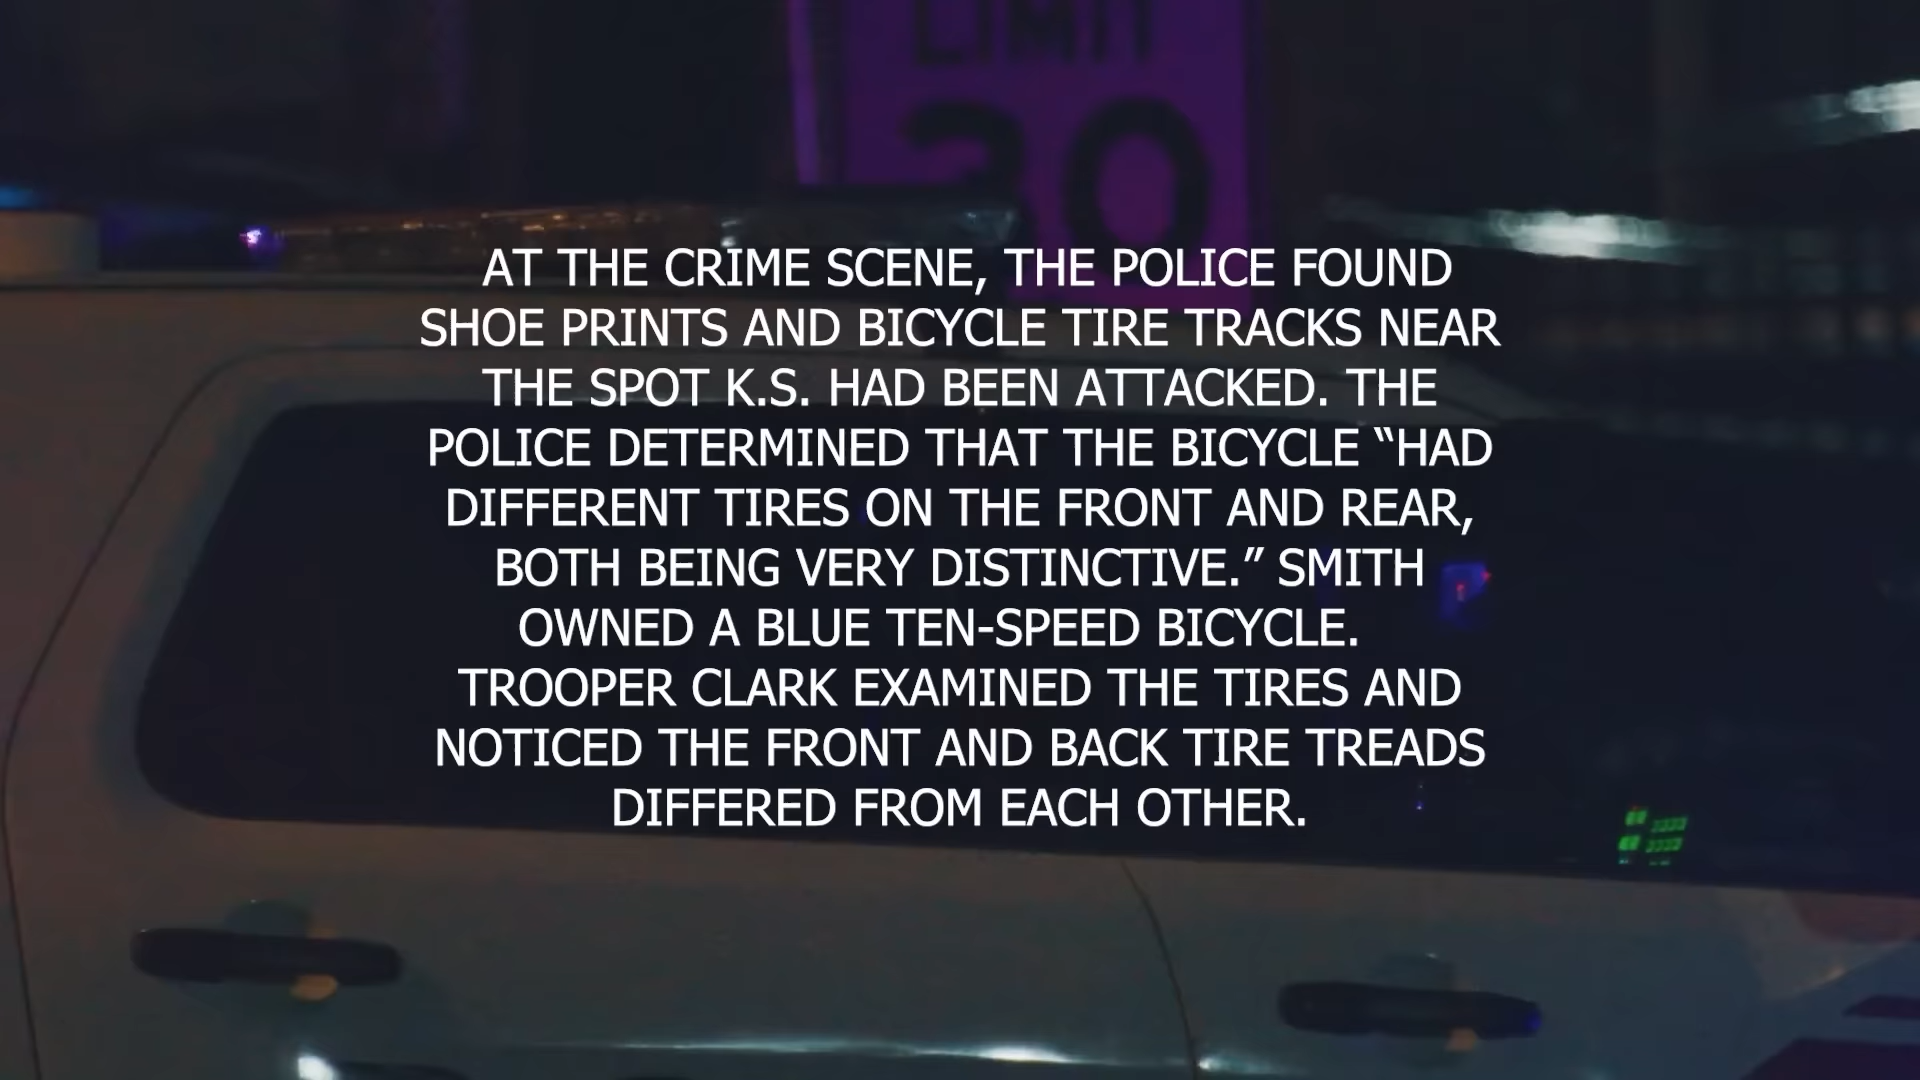 LIMIT
AT THE CRIME SCENE, THE POLICE FOUND
SHOE PRINTS AND BICYCLE TIRE TRACKS NEAR
THE SPOT K.S. HAD BEEN ATTACKED. THE
POLICE DETERMINED THAT THE BICYCLE “HAD
DIFFERENT TIRES ON THE FRONT AND REAR,
BOTH BEING VERY DISTINCTIVE.” SMITH
OWNED A BLUE TEN-SPEED BICYCLE.
TROOPER CLARK EXAMINED THE TIRES AND
NOTICED THE FRONT AND BACK TIRE TREADS
DIFFERED FROM EACH OTHER.